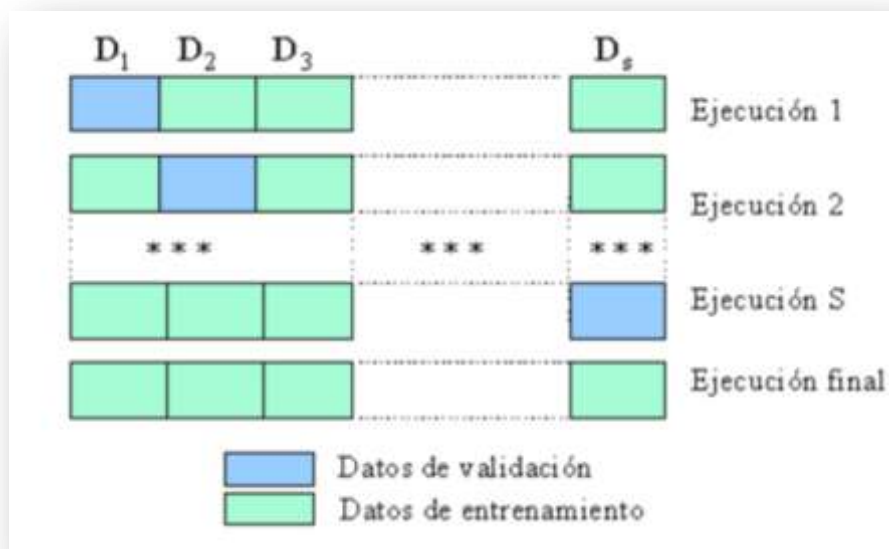 D1 D2 D3 Ds
Ejecución 1
Ejecución 2
*** *** ***
Ejecución S
Ejecución final
Datos de validación
Datos de entrenamiento